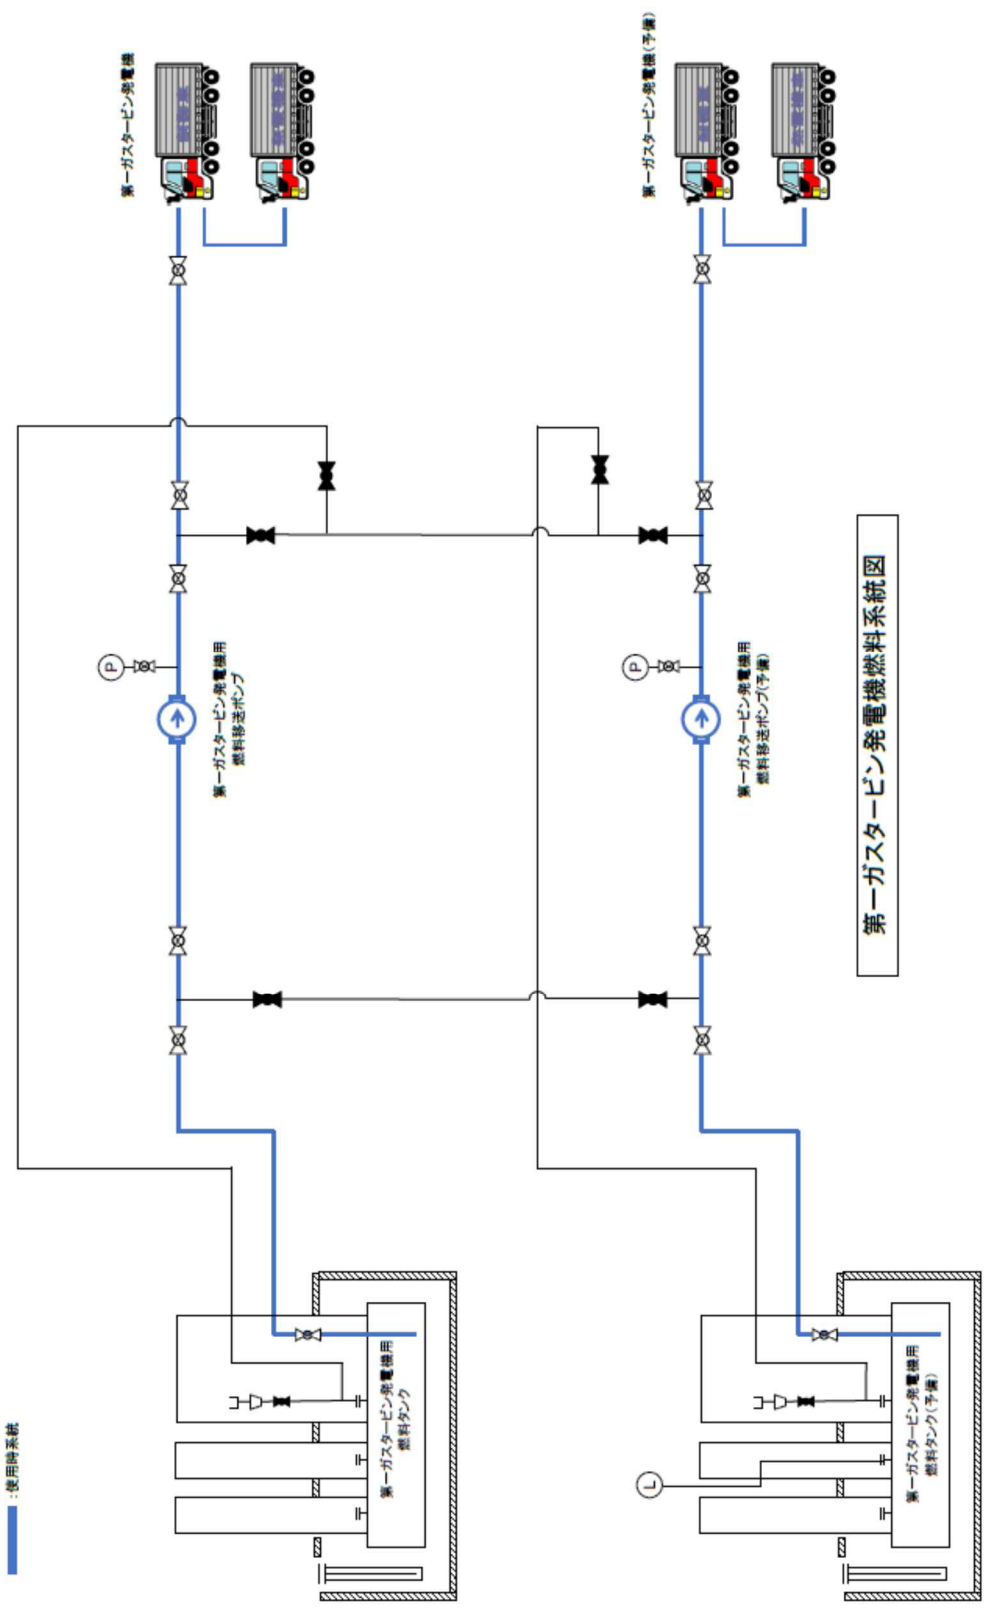 :使用時系統
第一ガスタービン発電機
第一ガスタービン発電機(予備)
P
第一ガスタービン発電機用
燃料移送ポンプ
P
第一ガスタービン発電機用
燃料移送ポンプ(予備)
第一ガスタービン発電機用
燃料タンク
L
第一ガスタービン発電機用
燃料タンク(予備)
第一ガスタービン発電機燃料系統図